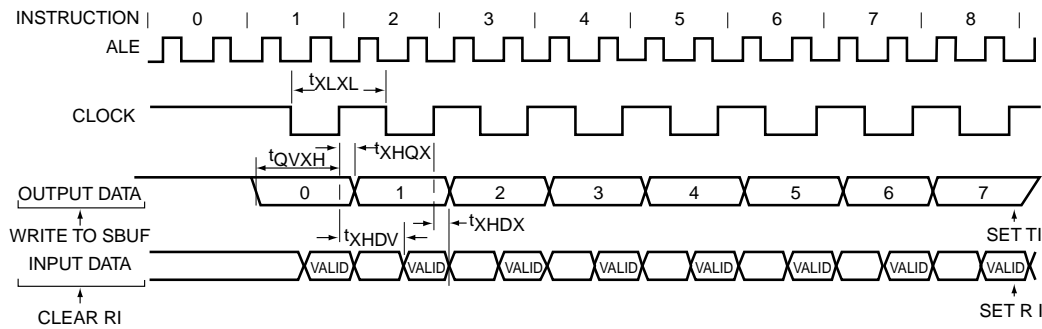 INSTRUCTION | 0 | 1 | 2 | 3 | 4 | 5 | 6 | 7 | 8 |
ALE
tXLXL
CLOCK
tQVXH
tXHQX
OUTPUT DATA
0 1 2 3 4 5 6 7
WRITE TO SBUF
tXHDV
tXHDX
SET TI
INPUT DATA
VALID VALID VALID VALID VALID VALID VALID VALID
CLEAR RI
SET R I